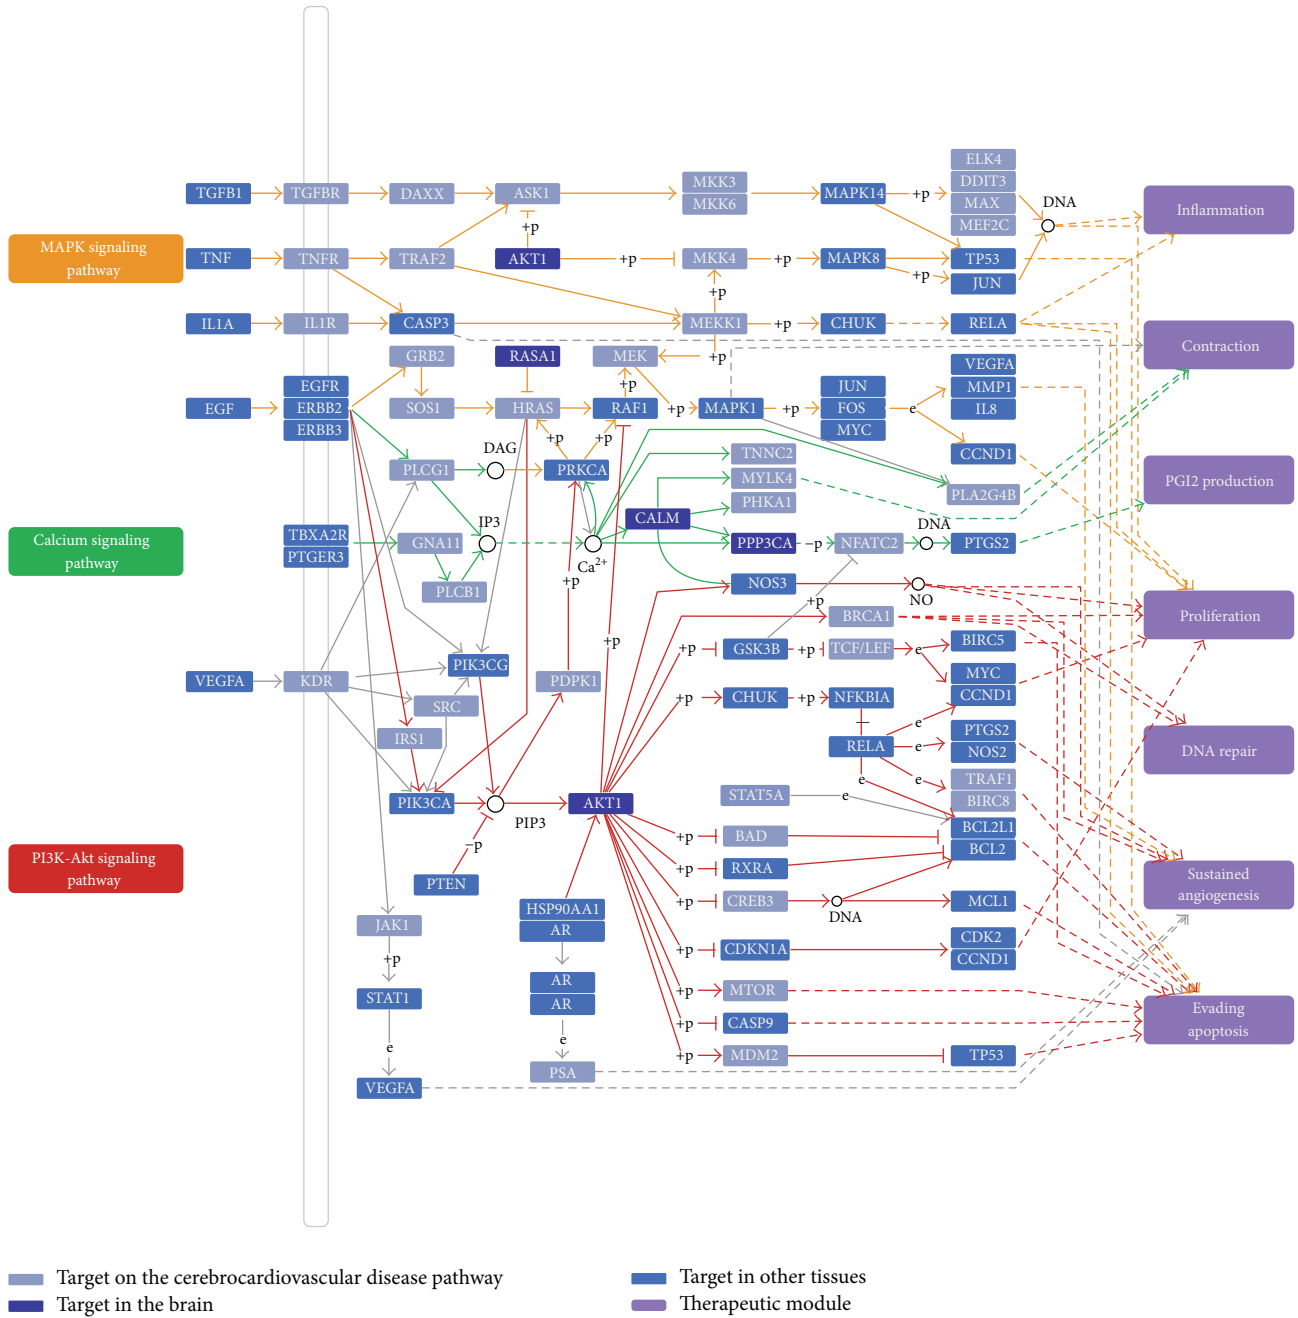 MAPK signaling
pathway
Calcium signaling
pathway
PI3K-Akt signaling
pathway
TGFB1
TGFBR
DAXX
ASK1
MKK3
MKK6
MAPK14
+p
ELK4
DDIT3
MAX
MEF2C
DNA
Inflammation
+p
TNF
TNFR
TRAF2
AKT1
+p
MKK4
+p
MAPK8
+p
TP53
JUN
+p
IL1A
IL1R
CASP3
MEKK1
+p
CHUK
RELA
Contraction
GRB2
RASA1
MEK
+p
+p
EGFR
ERBB2
ERBB3
EGF
SOS1
HRAS
RAF1
+p
MAPK1
+p
JUN
FOS
MYC
e
VEGFA
MMP1
IL8
CCND1
+p
+p
DAG
PLCG1
PRKCA
TNNC2
MYLK4
PHKA1
PLA2G4B
PGI2 production
IP3
CALM
TBXA2R
PTGER3
GNA11
PLCB1
Ca2+
PPP3CA
−p
NFATC2
DNA
PTGS2
+p
NOS3
NO
+p
BRCA1
Proliferation
+p
+p
GSK3B
+p
TCF/LEF
e
BIRC5
MYC
CCND1
PIK3CG
VEGFA
KDR
SRC
PDPK1
+p
CHUK
+p
NFKBIA
IRS1
RELA
e
e
e
e
PTGS2
NOS2
DNA repair
TRAF1
BIRC8
PIK3CA
PIP3
AKT1
STAT5A
e
BCL2L1
BCL2
−p
+p
BAD
+p
RXRA
PTEN
Sustained
angiogenesis
+p
CREB3
DNA
MCL1
HSP90AA1
AR
JAK1
+p
CDKN1A
CDK2
CCND1
+p
AR
AR
+p
MTOR
STAT1
Evading
apoptosis
+p
CASP9
e
e
+p
MDM2
TP53
PSA
VEGFA
Target on the cerebrocardiovascular disease pathway
Target in the brain
Target in other tissues
Therapeutic module